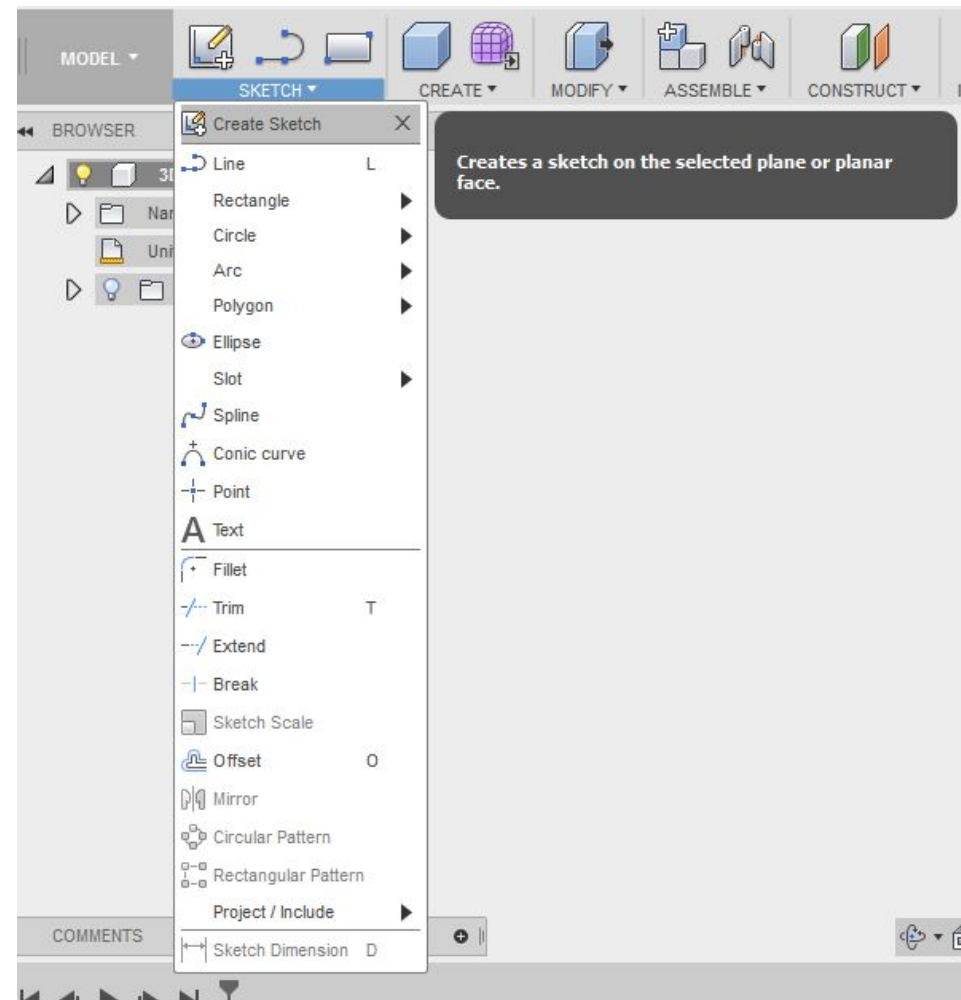 MODEL
SKETCH
CREATE
MODIFY
ASSEMBLE
CONSTRUCT
BROWSER
Create Sketch
Creates a sketch on the selected plane or planar
face.
Line L
Rectangle
Circle
Arc
Polygon
Ellipse
Slot
Spline
Conic curve
Point
A Text
Fillet
Trim T
Extend
Break
Sketch Scale
Offset O
Mirror
Circular Pattern
Rectangular Pattern
Project / Include
COMMENTS
Sketch Dimension D